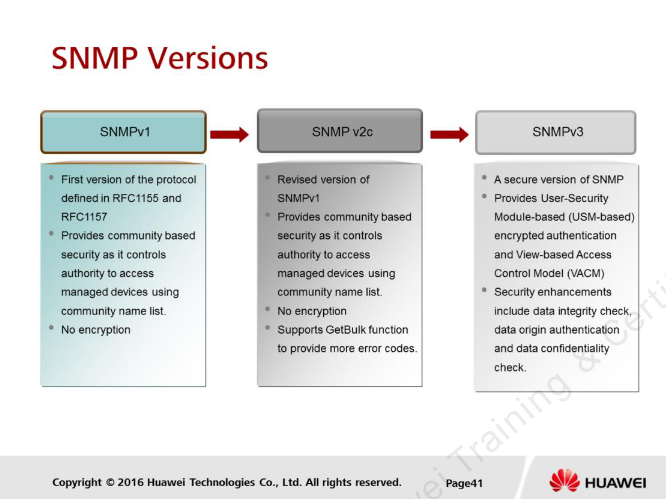 SNMP Versions
SNMPv1
SNMP v2c
SNMPv3
• First version of the protocol
defined in RFC1155 and
RFC1157
• Provides community based
security as it controls
authority to access
managed devices using
community name list.
• No encryption
• Revised version of
SNMPv1
• Provides community based
security as it controls
authority to access
managed devices using
community name list.
• No encryption
• Supports GetBulk function
to provide more error codes.
• A secure version of SNMP
• Provides User-Security
Module-based (USM-based)
encrypted authentication
and View-based Access
Control Model (VACM)
• Security enhancements
include data integrity check,
data origin authentication
and data confidentiality
check.
Training &
Copyright © 2016 Huawei Technologies Co., Ltd. All rights reserved.
Page41
HUAWEI